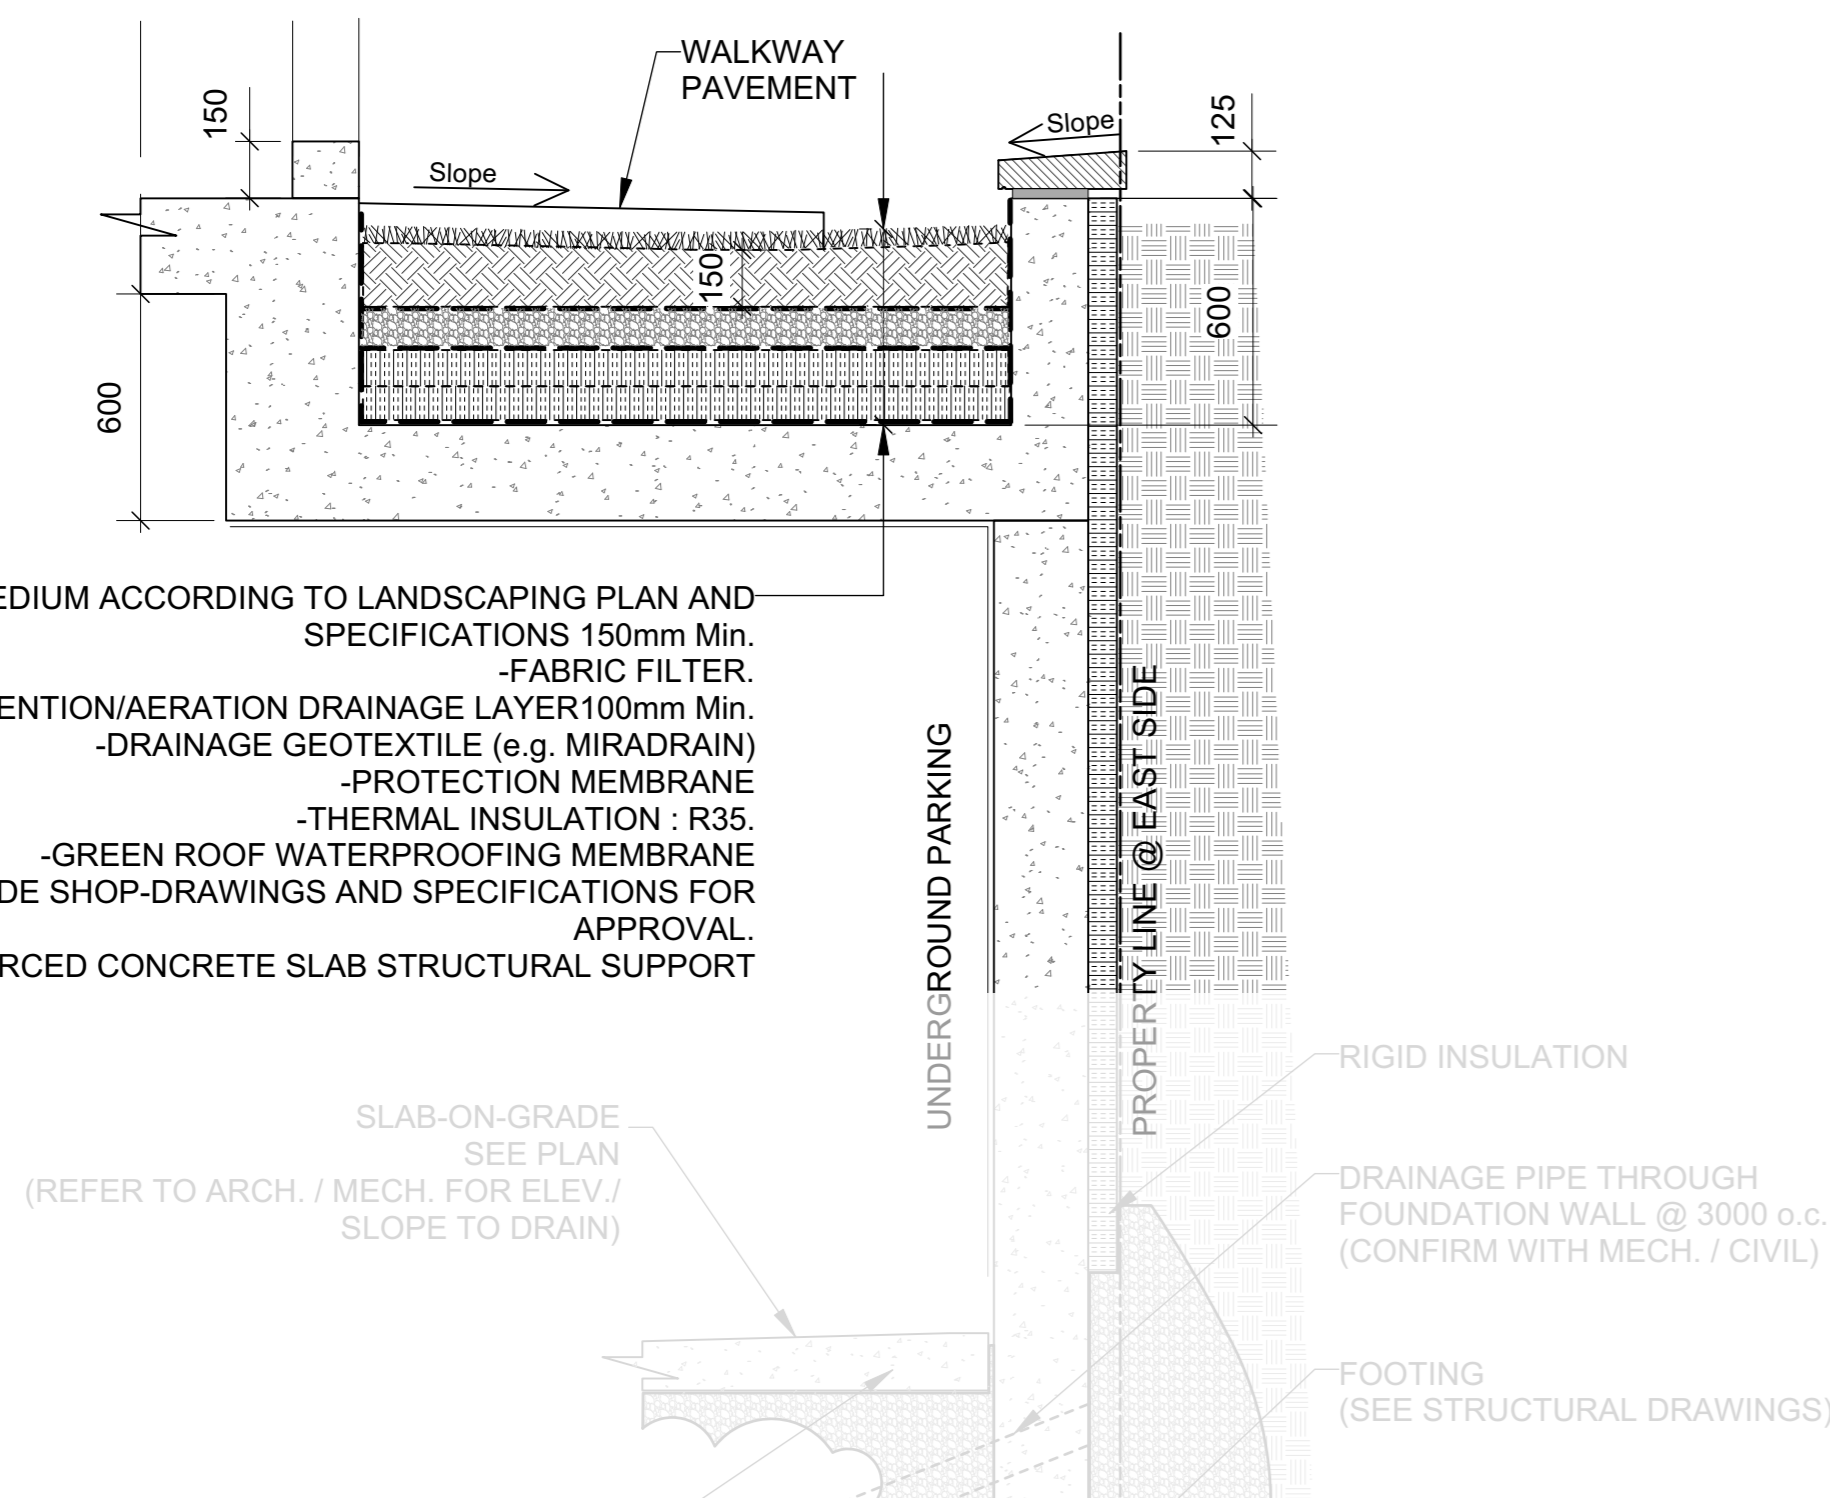 WALKWAY
PAVEMENT
150
Slope
Slope
125
150
600
600
EDIUM ACCORDING TO LANDSCAPING PLAN AND
SPECIFICATIONS 150mm Min.
-FABRIC FILTER.
ENTION/AERATION DRAINAGE LAYER100mm Min.
-DRAINAGE GEOTEXTILE (e.g. MIRADRAIN)
-PROTECTION MEMBRANE
-THERMAL INSULATION : R35.
-GREEN ROOF WATERPROOFING MEMBRANE
DE SHOP-DRAWINGS AND SPECIFICATIONS FOR
APPROVAL.
RCED CONCRETE SLAB STRUCTURAL SUPPORT
UNDERGROUND PARKING
PROPERTY LINE @ EAST SIDE
RIGID INSULATION
SLAB-ON-GRADE
SEE PLAN
(REFER TO ARCH. / MECH. FOR ELEV./
SLOPE TO DRAIN)
DRAINAGE PIPE THROUGH
FOUNDATION WALL @ 3000 o.c.
(CONFIRM WITH MECH. / CIVIL)
FOOTING
(SEE STRUCTURAL DRAWINGS)